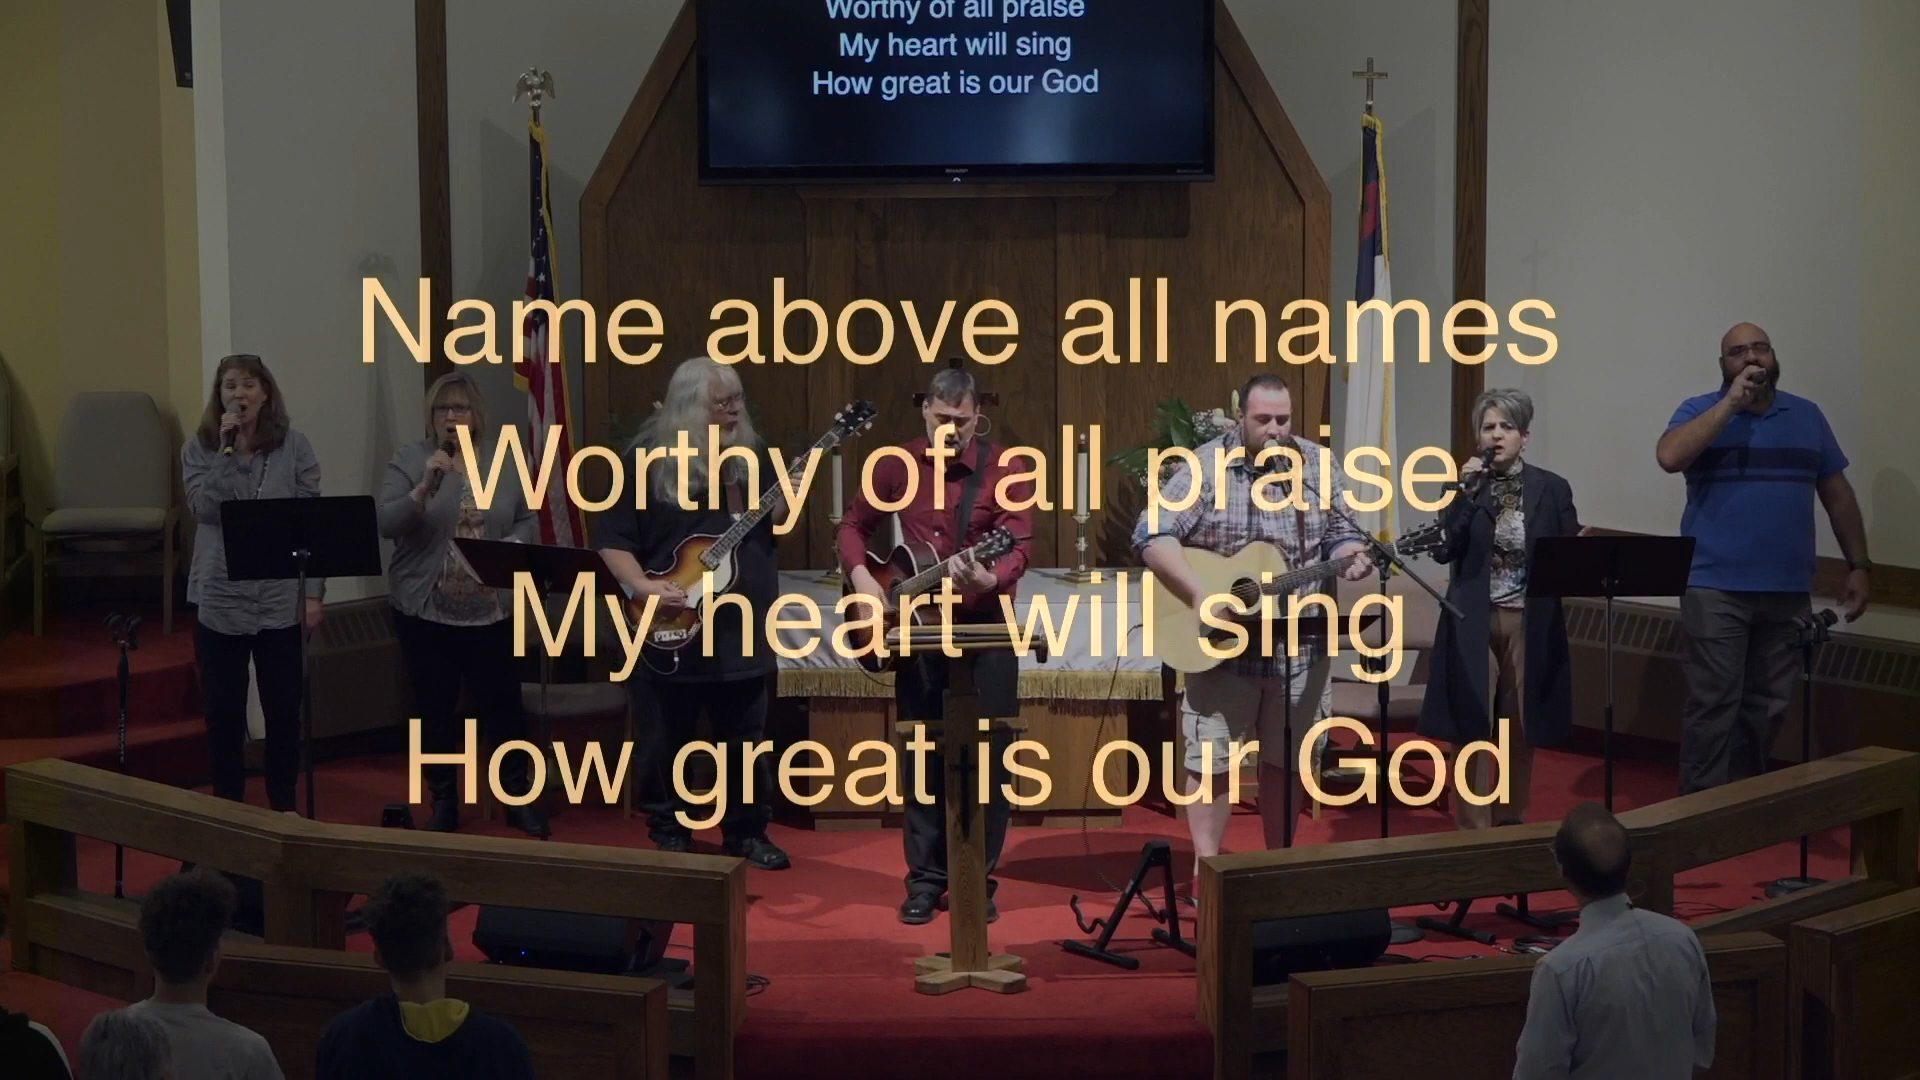 Worthy of all praise
My heart will sing
How great is our God
SHARP
Name above all names
Worthy of all praise
My heart will sing
How great is our God